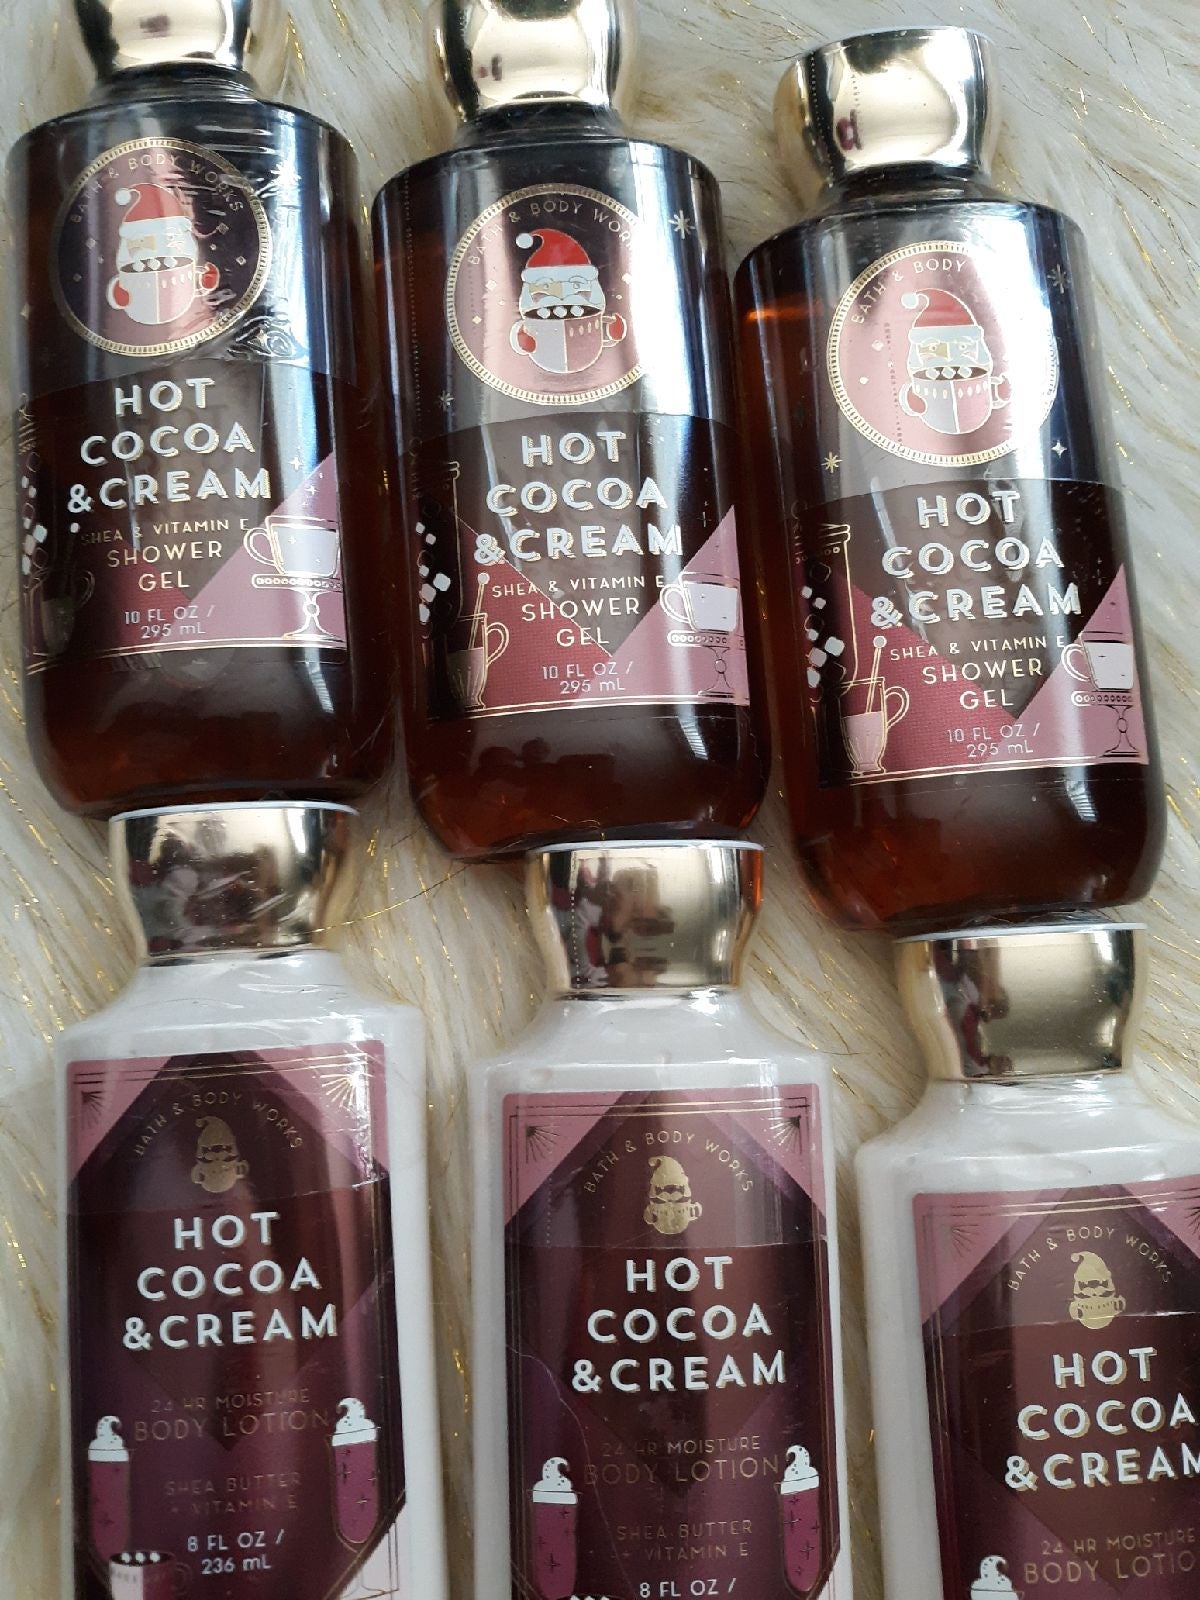 BATH & BODY WORKS
HOT
COCOA
&CREAM
SHEA & VITAMIN E
SHOWER
GEL
10 FL OZ /
295 mL
BATH & BODY WORK
HOT
COCOA
&CREAM
SHEA & VITAMIN E
SHOWER
GEL
10 FL OZ /
295 mL
BATH & BODY
HOT
COCOA
&CREAM
SHEA & VITAMIN E
SHOWER
GEL
10 FL OZ /
295 mL
BATH & BODY WORKS
HOT
COCOA
&CREAM
24 HR MOISTURE
BODY LOTION
SHEA BUTTER
+ VITAMIN E
8 FL OZ /
236 mL
BATH & BODY WORKS
HOT
COCOA
&CREAM
24 HR MOISTURE
BODY LOTION
SHEA BUTTER
+ VITAMIN E
8 FL OZ /
BATH & BODY WORKS
HOT
COCOA
&CREAM
24 HR MOISTURE
BODY LOTIO